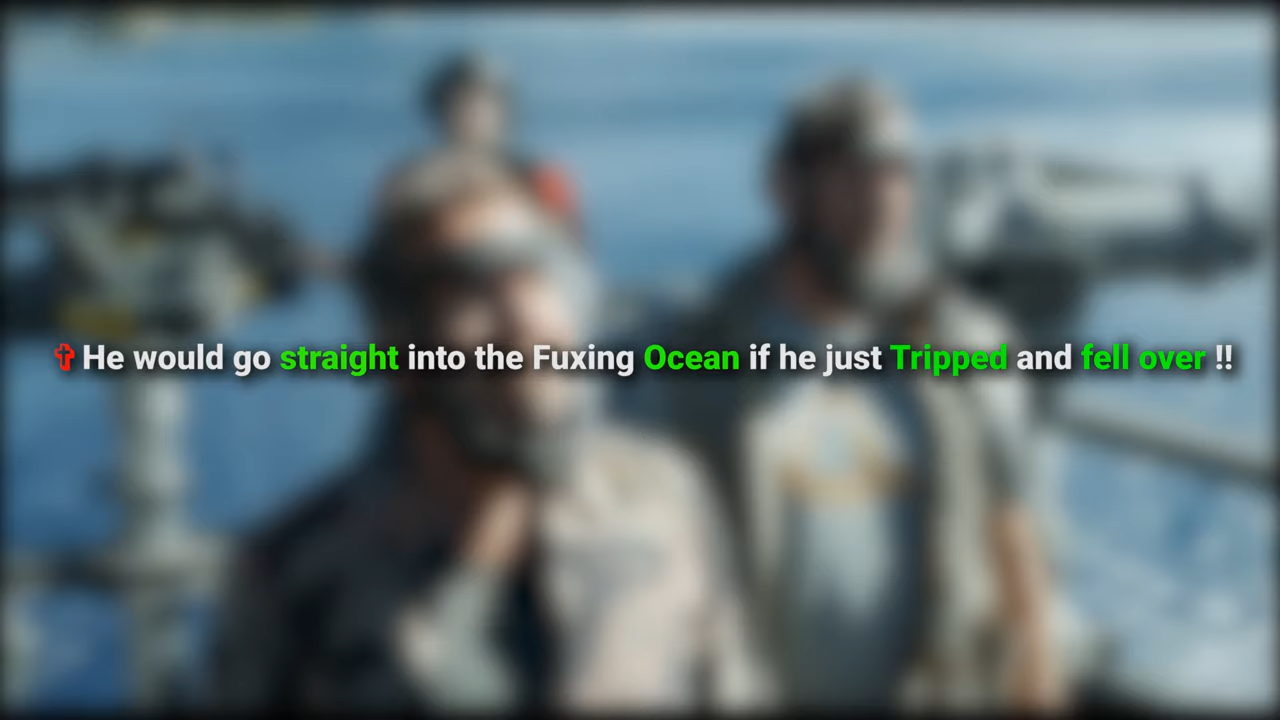 ✞ He would go straight into the Fuxing Ocean if he just Tripped and fell over !!